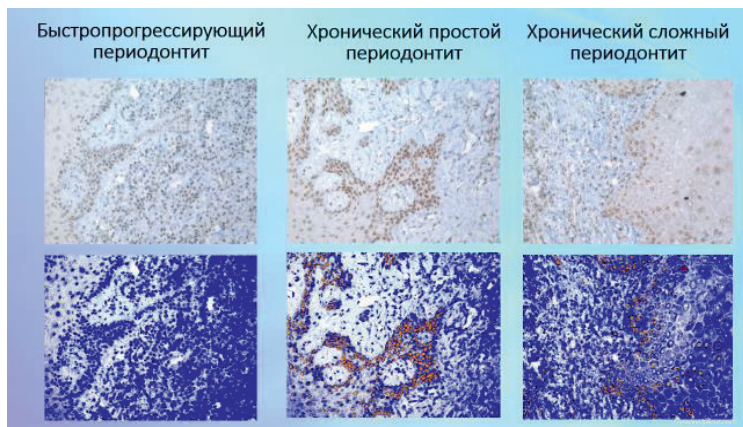 Быстропрогрессирующий
периодонтит
Хронический простой
периодонтит
Хронический сложный
периодонтит